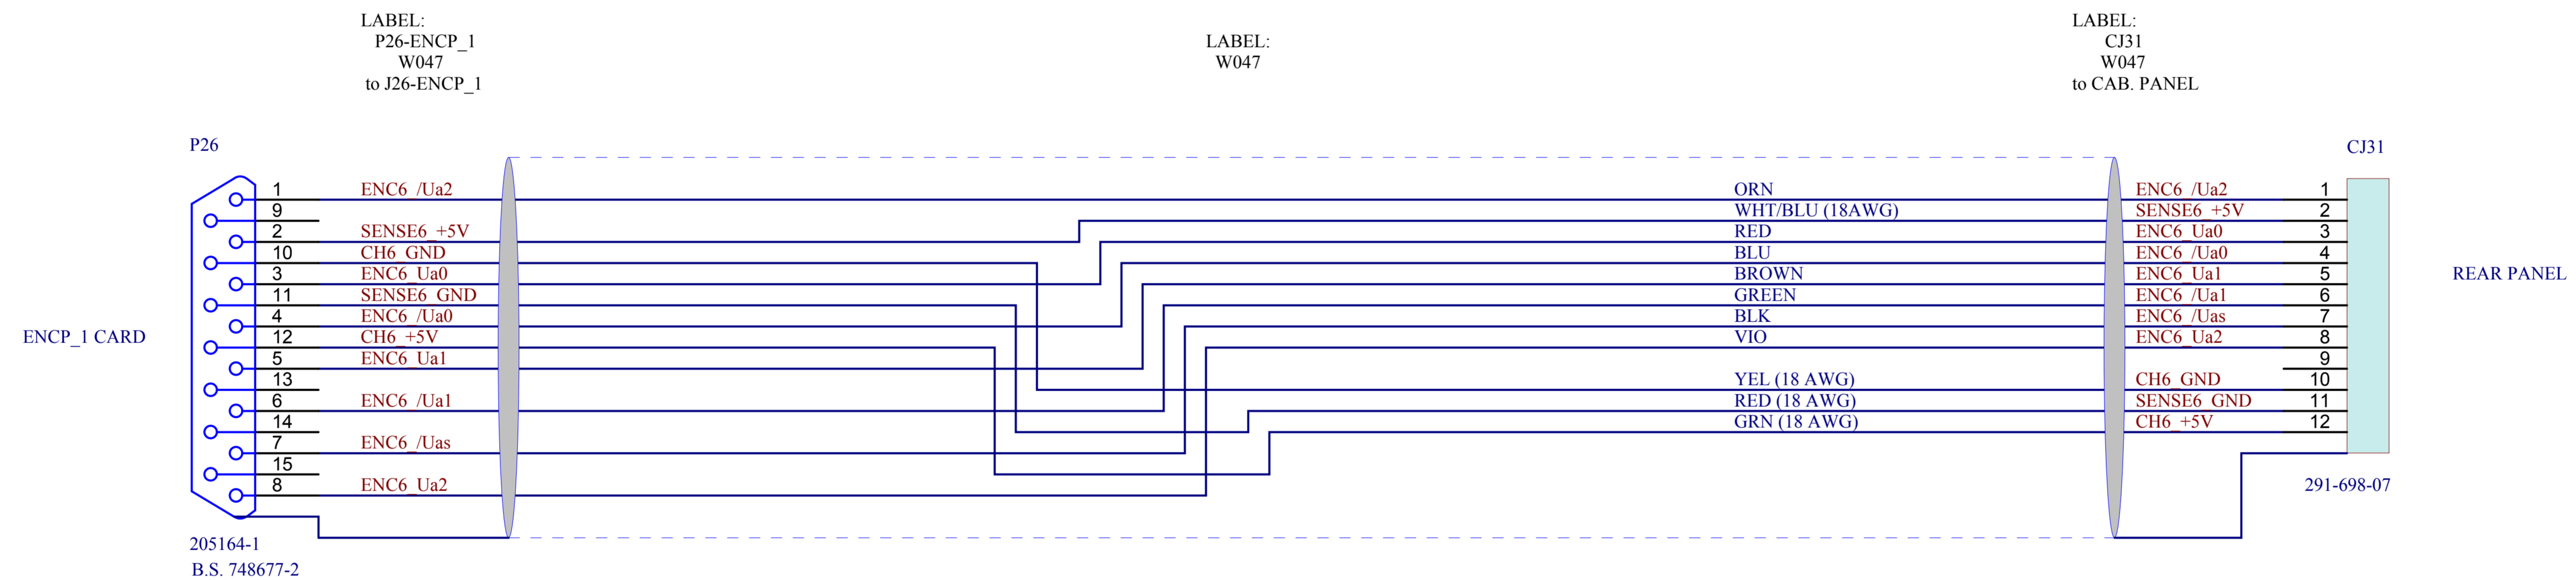 LABEL:
P26-ENCP_1
W047
to J26-ENCP_1
LABEL:
W047
LABEL:
CJ31
W047
to CAB. PANEL
P26
CJ31
1 ENC6_/Ua2 ORN ENC6_/Ua2 1
9 WHT/BLU (18AWG) SENSE6_+5V 2
2 SENSE6_+5V RED ENC6_Ua0 3
10 CH6_GND BLU ENC6_/Ua0 4
3 ENC6_Ua0 BROWN ENC6_Ua1 5
11 SENSE6_GND GREEN ENC6_/Ua1 6
4 ENC6_/Ua0 BLK ENC6_/Uas 7
12 CH6_+5V VIO ENC6_Ua2 8
5 ENC6_Ua1 9
13 YEL (18 AWG) CH6_GND 10
6 ENC6_/Ua1 RED (18 AWG) SENSE6_GND 11
14 GRN (18 AWG) CH6_+5V 12
7 ENC6_/Uas
15
8 ENC6_Ua2
ENCP_1 CARD
REAR PANEL
291-698-07
205164-1
B.S. 748677-2